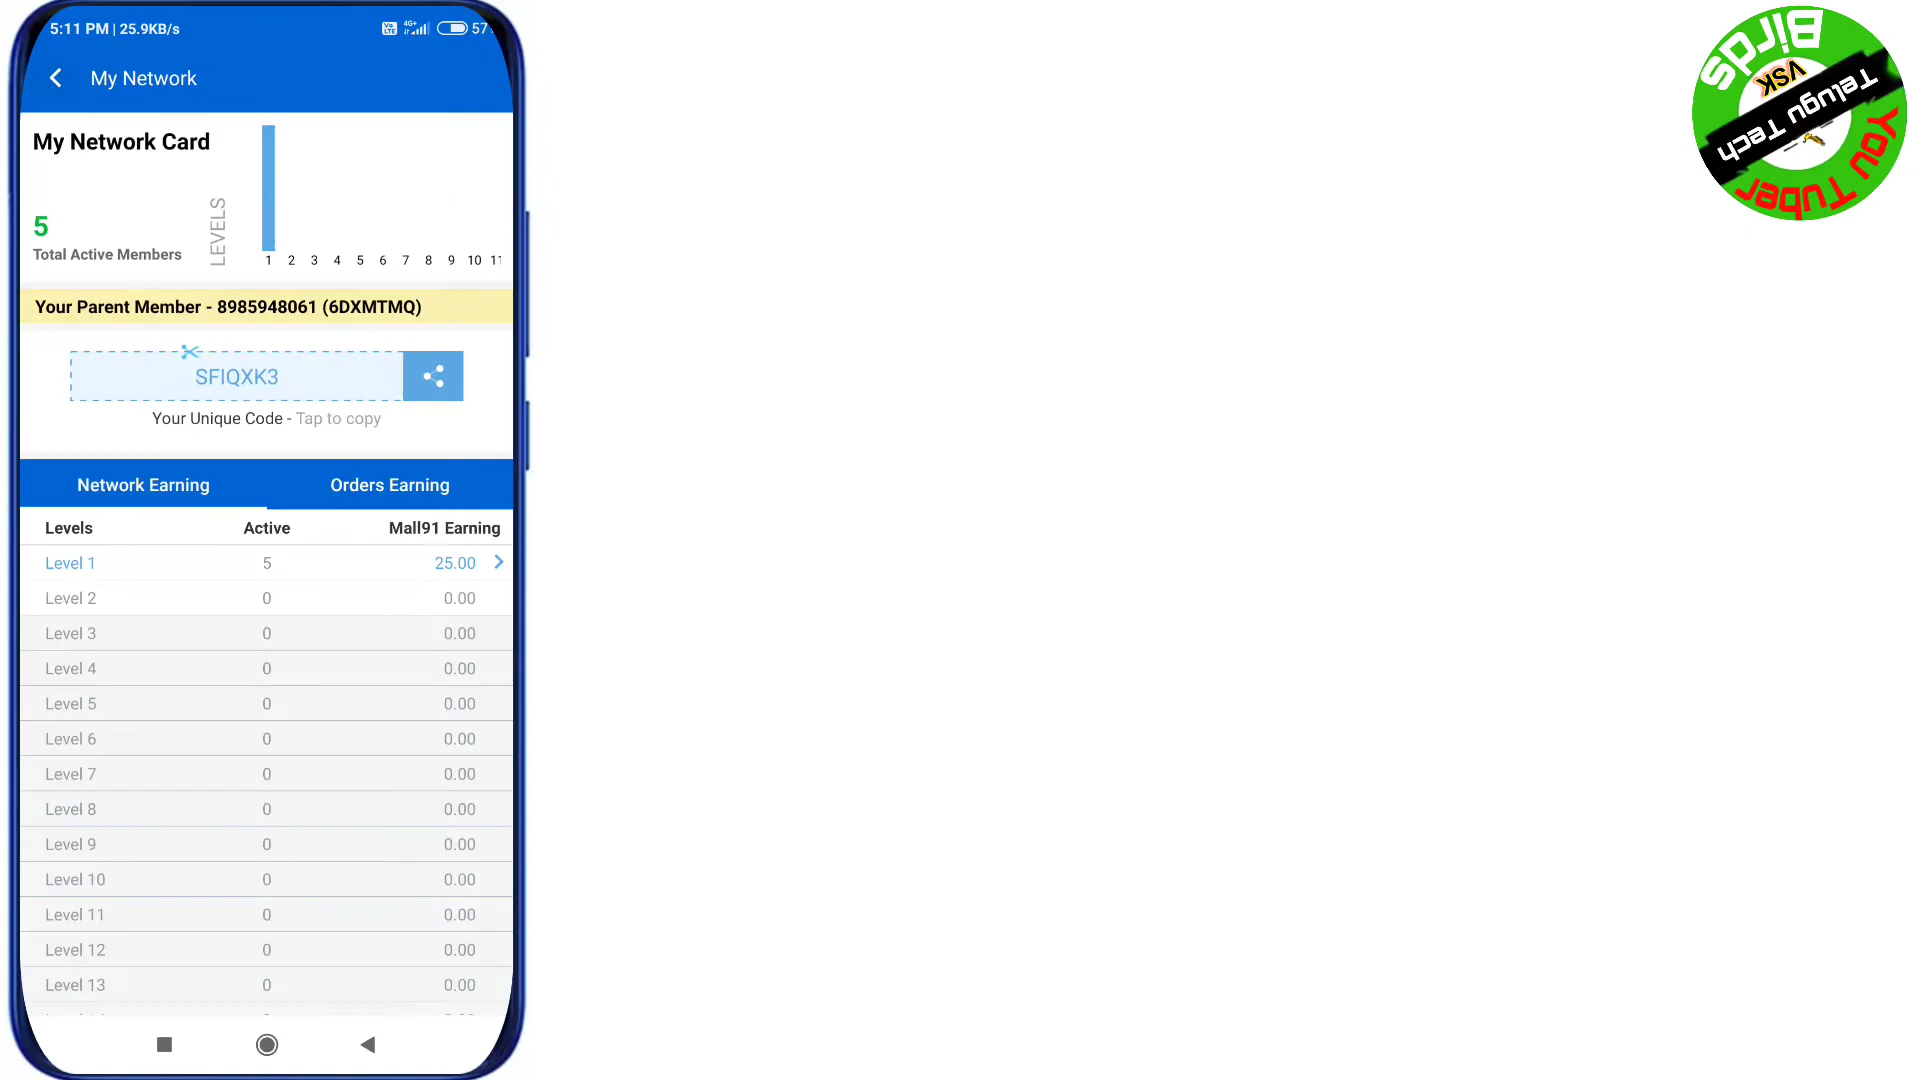 5:11 PM | 25.9KB/s
Vo LTE 4G+ 57
My Network
My Network Card
5
Total Active Members
LEVELS
1 2 3 4 5 6 7 8 9 10 11
Your Parent Member - 8985948061 (6DXMTMQ)
SFIQXK3
Your Unique Code - Tap to copy
Network Earning Orders Earning
Levels Active Mall91 Earning
Level 1 5 25.00
Level 2 0 0.00
Level 3 0 0.00
Level 4 0 0.00
Level 5 0 0.00
Level 6 0 0.00
Level 7 0 0.00
Level 8 0 0.00
Level 9 0 0.00
Level 10 0 0.00
Level 11 0 0.00
Level 12 0 0.00
Level 13 0 0.00
Birds
VSK
Telugu Tech
You Tuber